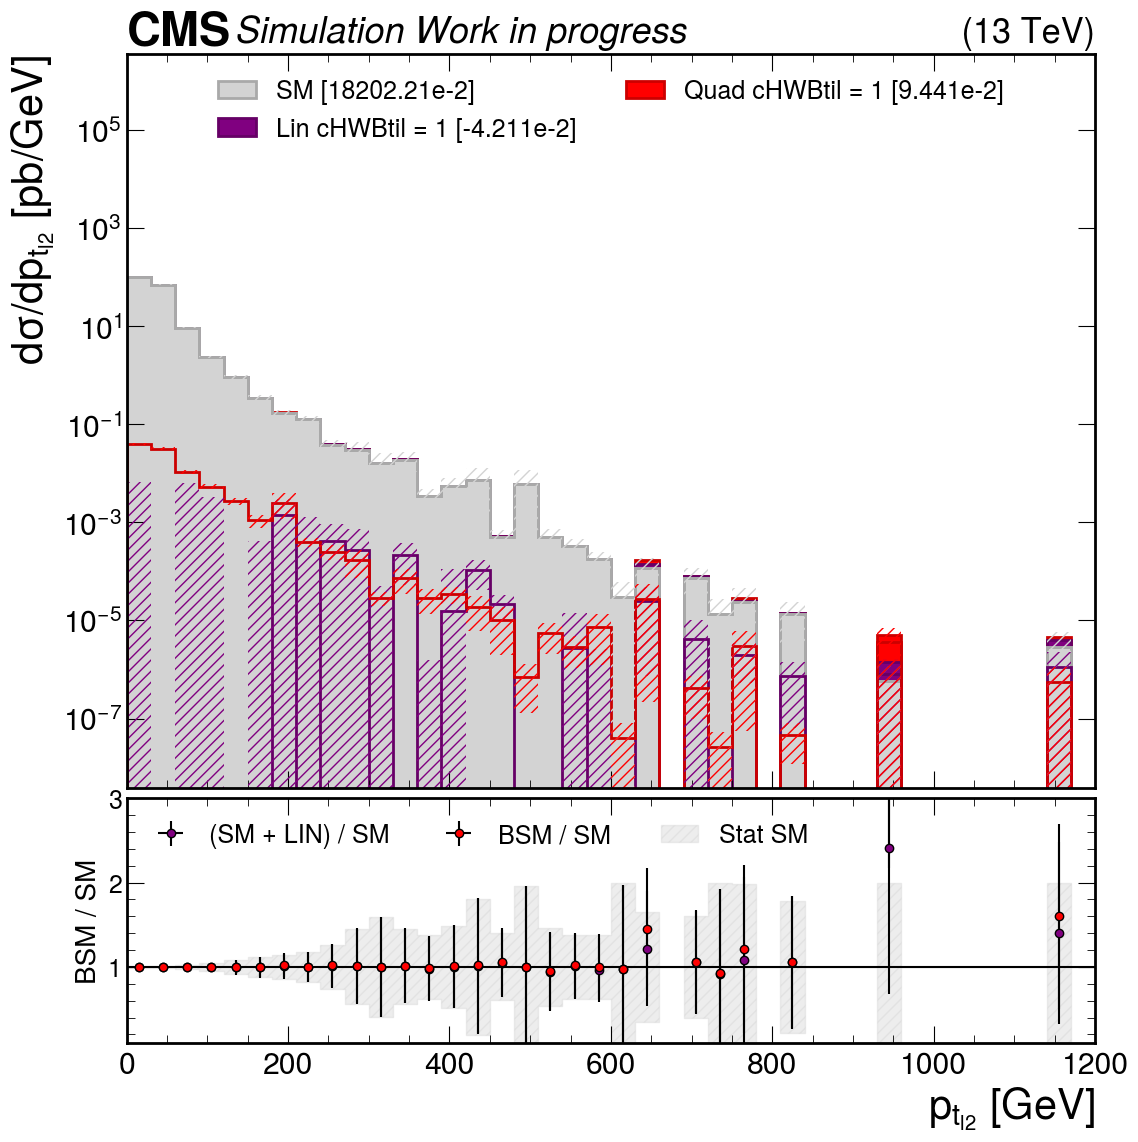 CMS Simulation Work in progress (13 TeV)
dσ/dp_{t_{l2}} [pb/GeV]
SM [18202.21e-2]
Lin cHWBtil = 1 [-4.211e-2]
Quad cHWBtil = 1 [9.441e-2]
10^5
10^3
10^1
10^{-1}
10^{-3}
10^{-5}
10^{-7}
BSM / SM
(SM + LIN) / SM BSM / SM Stat SM
3
2
1
0 200 400 600 800 1000 1200
p_{t_{l2}} [GeV]